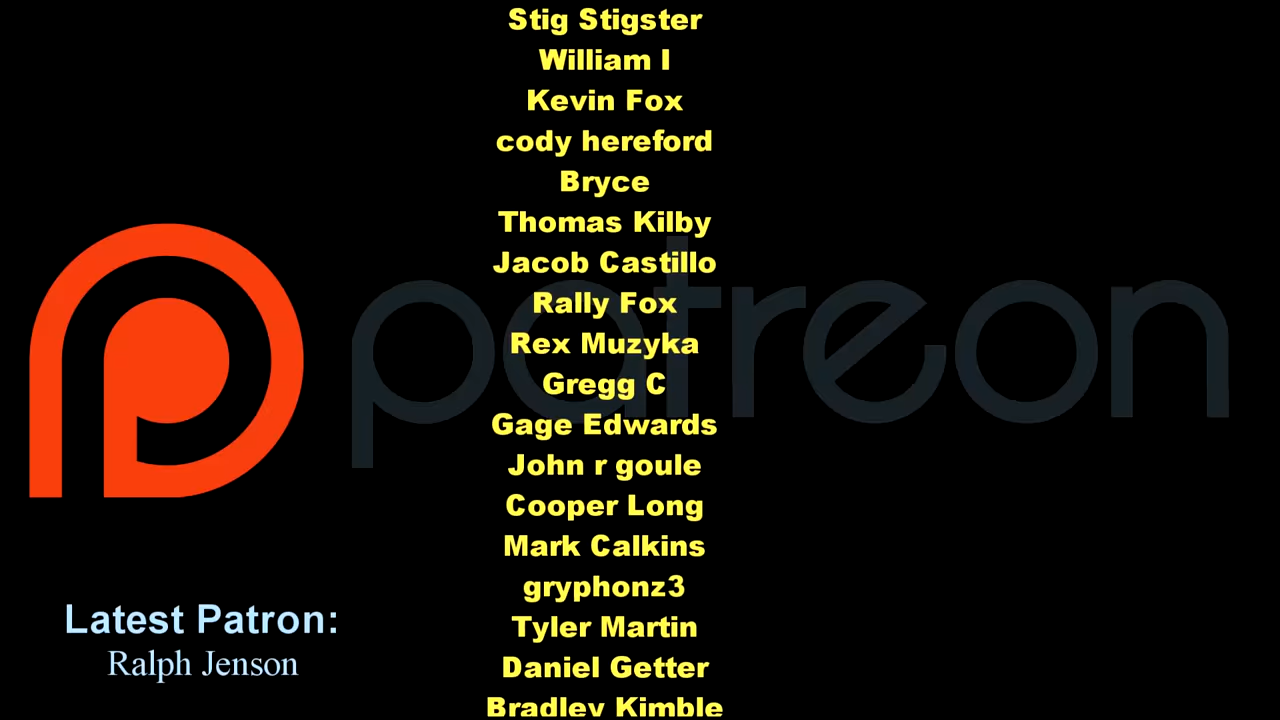 Stig Stigster
William I
Kevin Fox
cody hereford
Bryce
Thomas Kilby
Jacob Castillo
Rally Fox
Rex Muzyka
Gregg C
Gage Edwards
John r goule
Cooper Long
Mark Calkins
gryphonz3
Tyler Martin
Daniel Getter
Bradley Kimble
patreon
Latest Patron:
Ralph Jenson